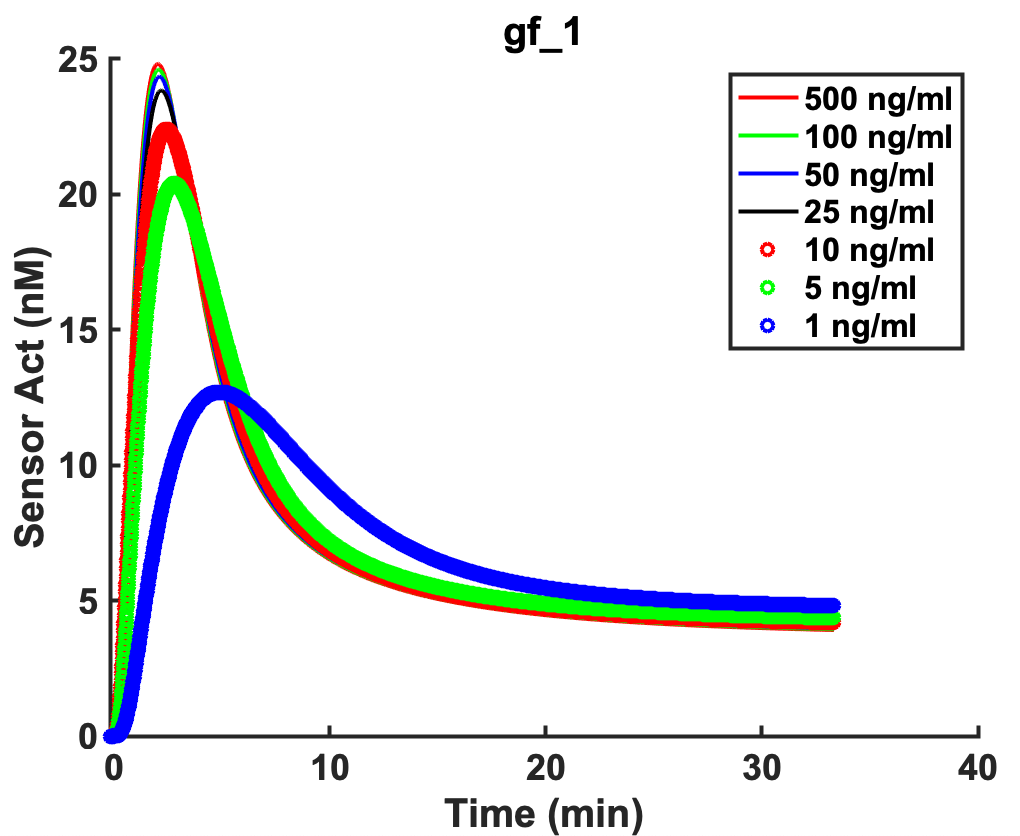 gf_1
25
20
15
10
5
0
Sensor Act (nM)
500 ng/ml
100 ng/ml
50 ng/ml
25 ng/ml
10 ng/ml
5 ng/ml
1 ng/ml
0 10 20 30 40
Time (min)